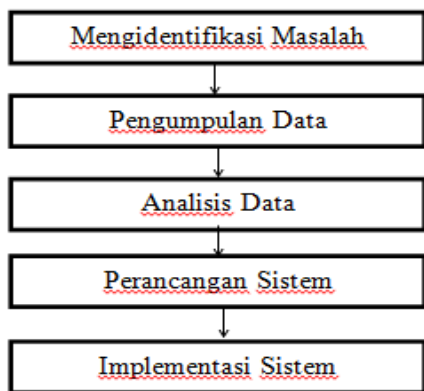 Mengidentifikasi Masalah
Pengumpulan Data
Analisis Data
Perancangan Sistem
Implementasi Sistem